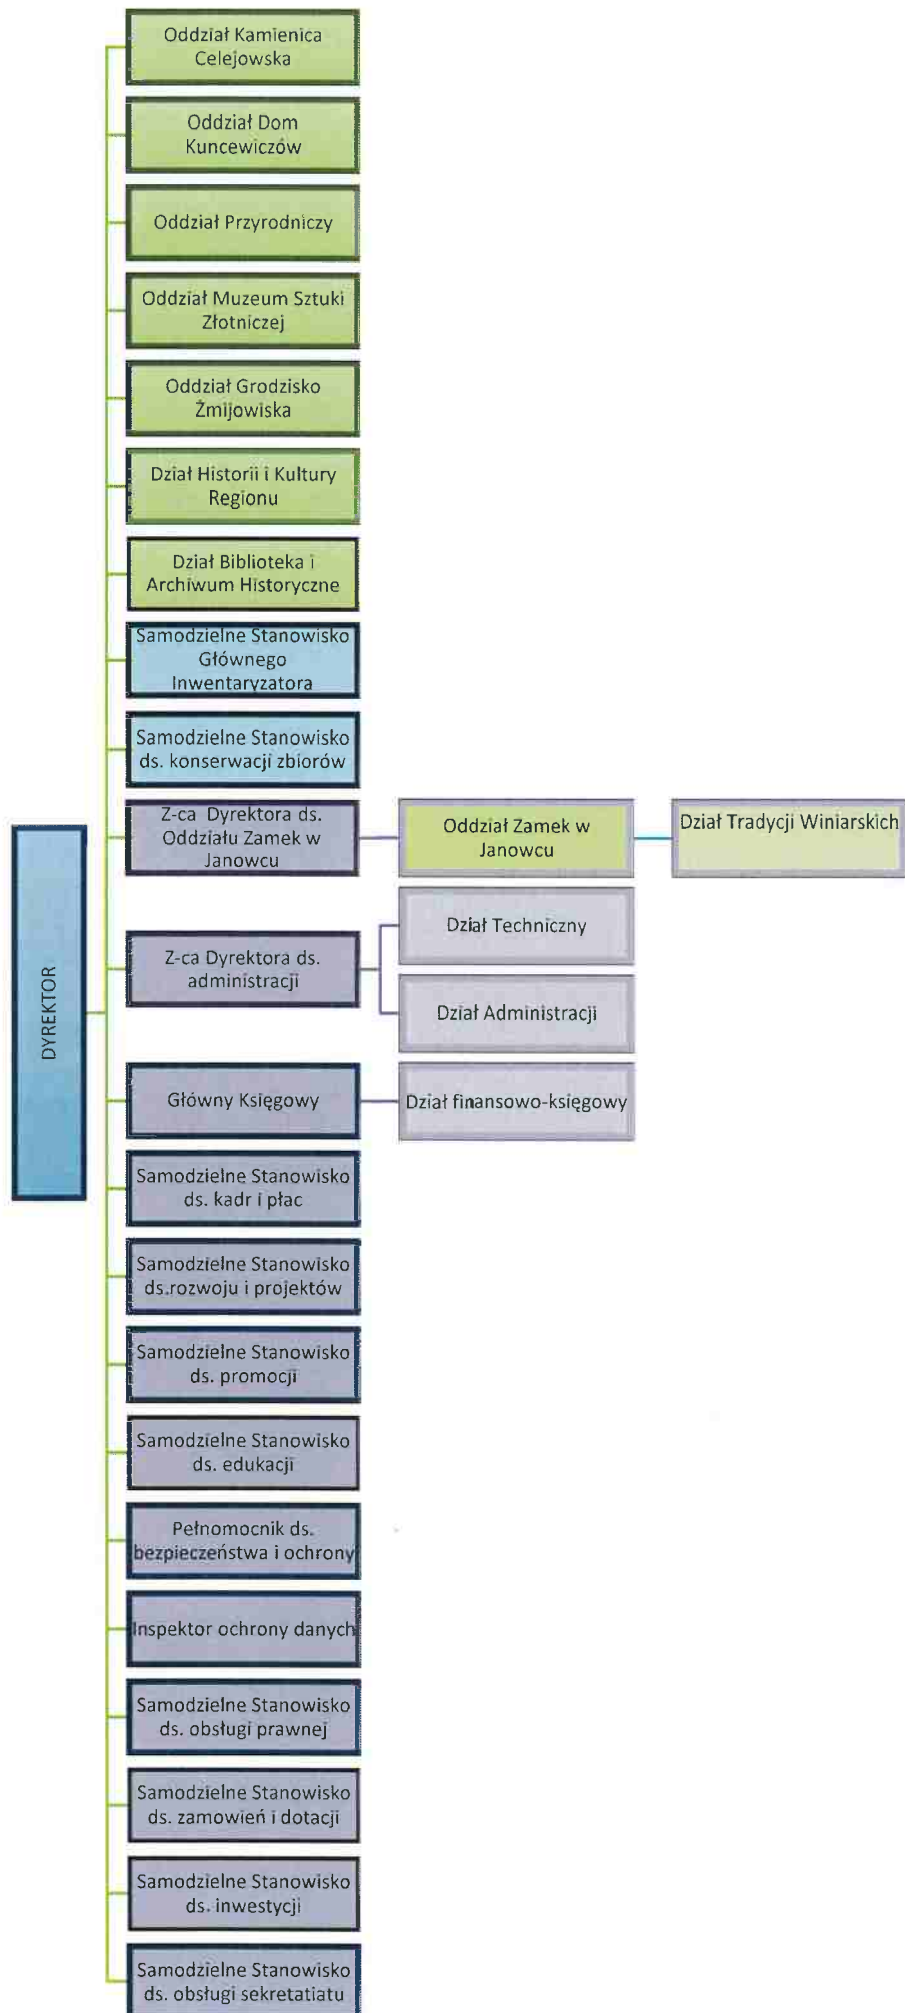 Oddział Kamienica
Celejowska
Oddział Dom
Kuncewiczów
Oddział Przyrodniczy
Oddział Muzeum Sztuki
Złotniczej
Oddział Grodzisko
Żmijowiska
Dział Historii i Kultury
Regionu
Dział Biblioteka i
Archiwum Historyczne
Samodzielne Stanowisko
Głównego
Inwentaryzatora
Samodzielne Stanowisko
ds. konserwacji zbiorów
DYREKTOR
Z-ca Dyrektora ds.
Oddziału Zamek w
Janowcu
Oddział Zamek w
Janowcu
Dział Tradycji Winiarskich
Z-ca Dyrektora ds.
administracji
Dział Techniczny
Dział Administracji
Główny Księgowy
Dział finansowo-księgowy
Samodzielne Stanowisko
ds. kadr i płac
Samodzielne Stanowisko
ds.rozwoju i projektów
Samodzielne Stanowisko
ds. promocji
Samodzielne Stanowisko
ds. edukacji
Pełnomocnik ds.
bezpieczeństwa i ochrony
Inspektor ochrony danych
Samodzielne Stanowisko
ds. obsługi prawnej
Samodzielne Stanowisko
ds. zamowień i dotacji
Samodzielne Stanowisko
ds. inwestycji
Samodzielne Stanowisko
ds. obsługi sekretatiatu